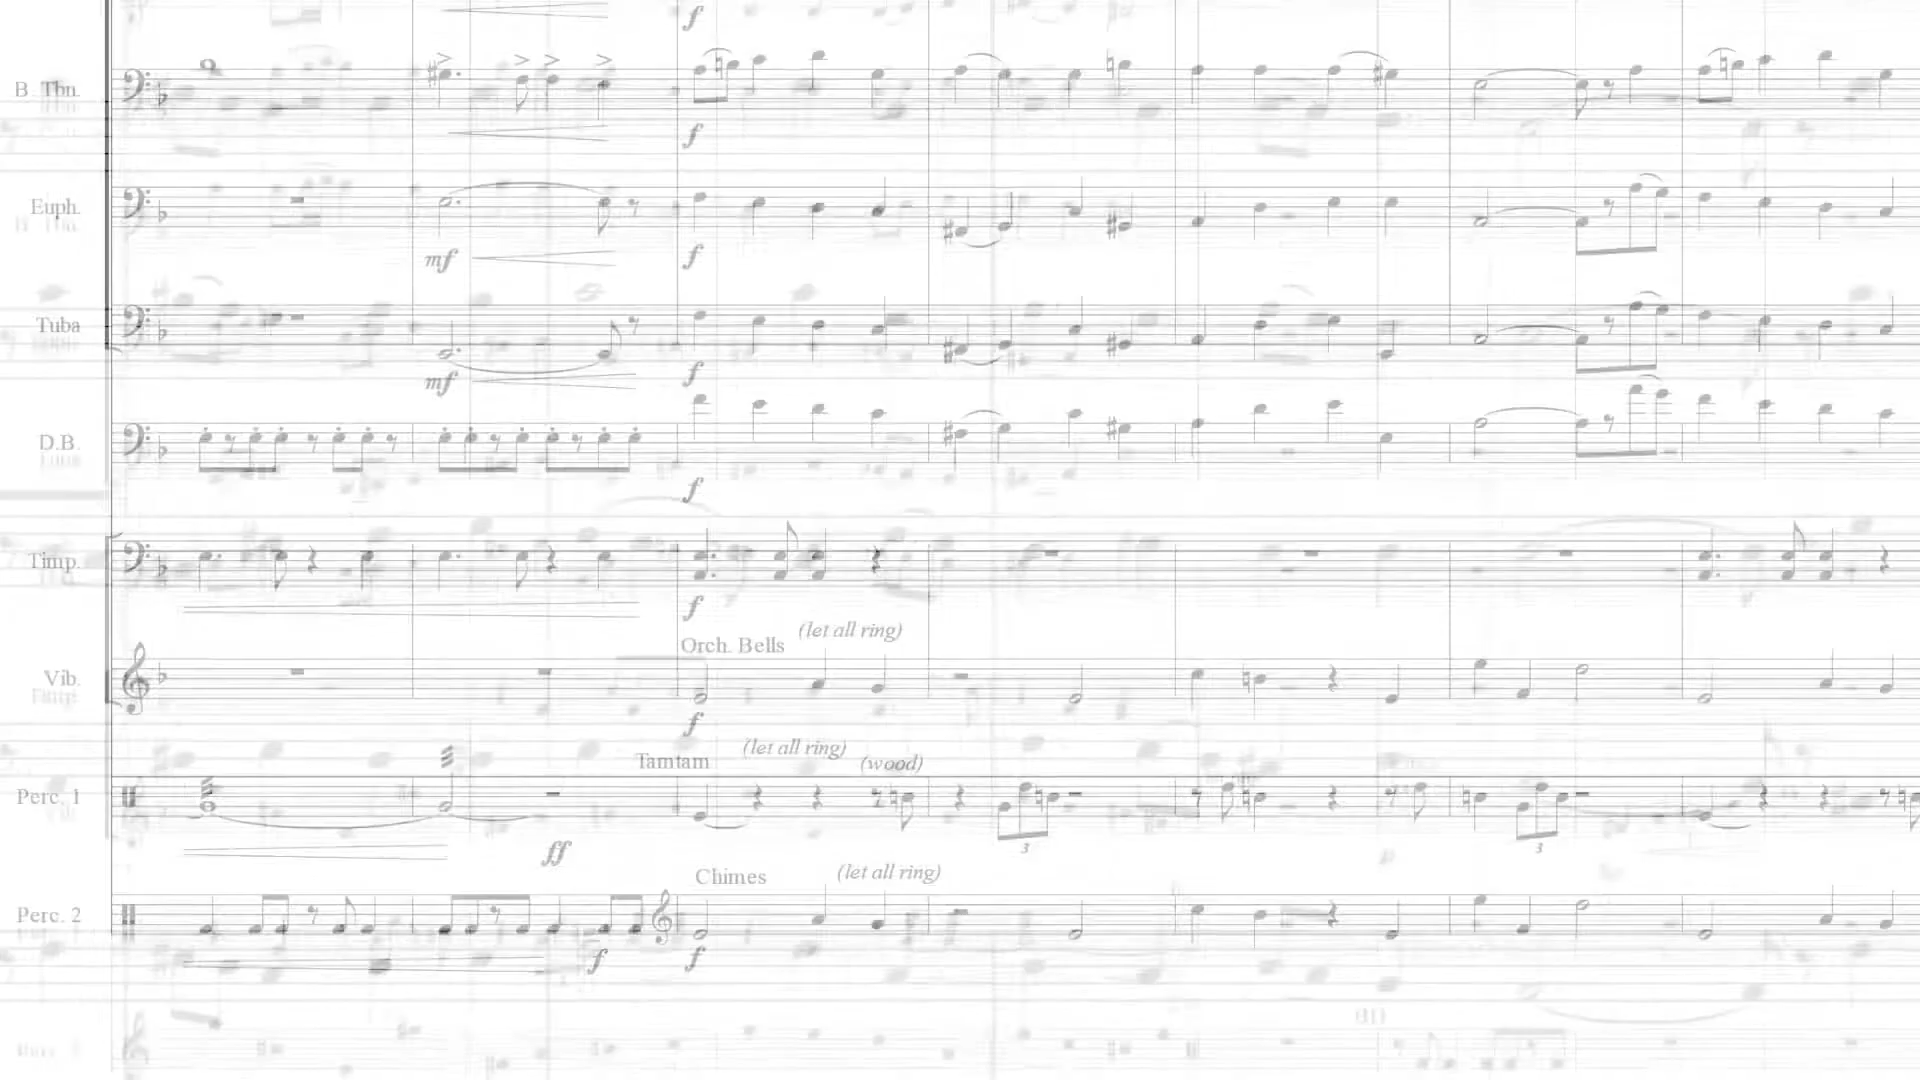 f
B. Tbn.
f
Euph.
mf
f
Tuba
mf
f
D.B.
f
Timp.
f
(let all ring)
Orch. Bells
Vib.
f
(let all ring)
Tamtam
(wood)
Perc. 1
3
3
ff
(let all ring)
Chimes
Perc. 2
f
f